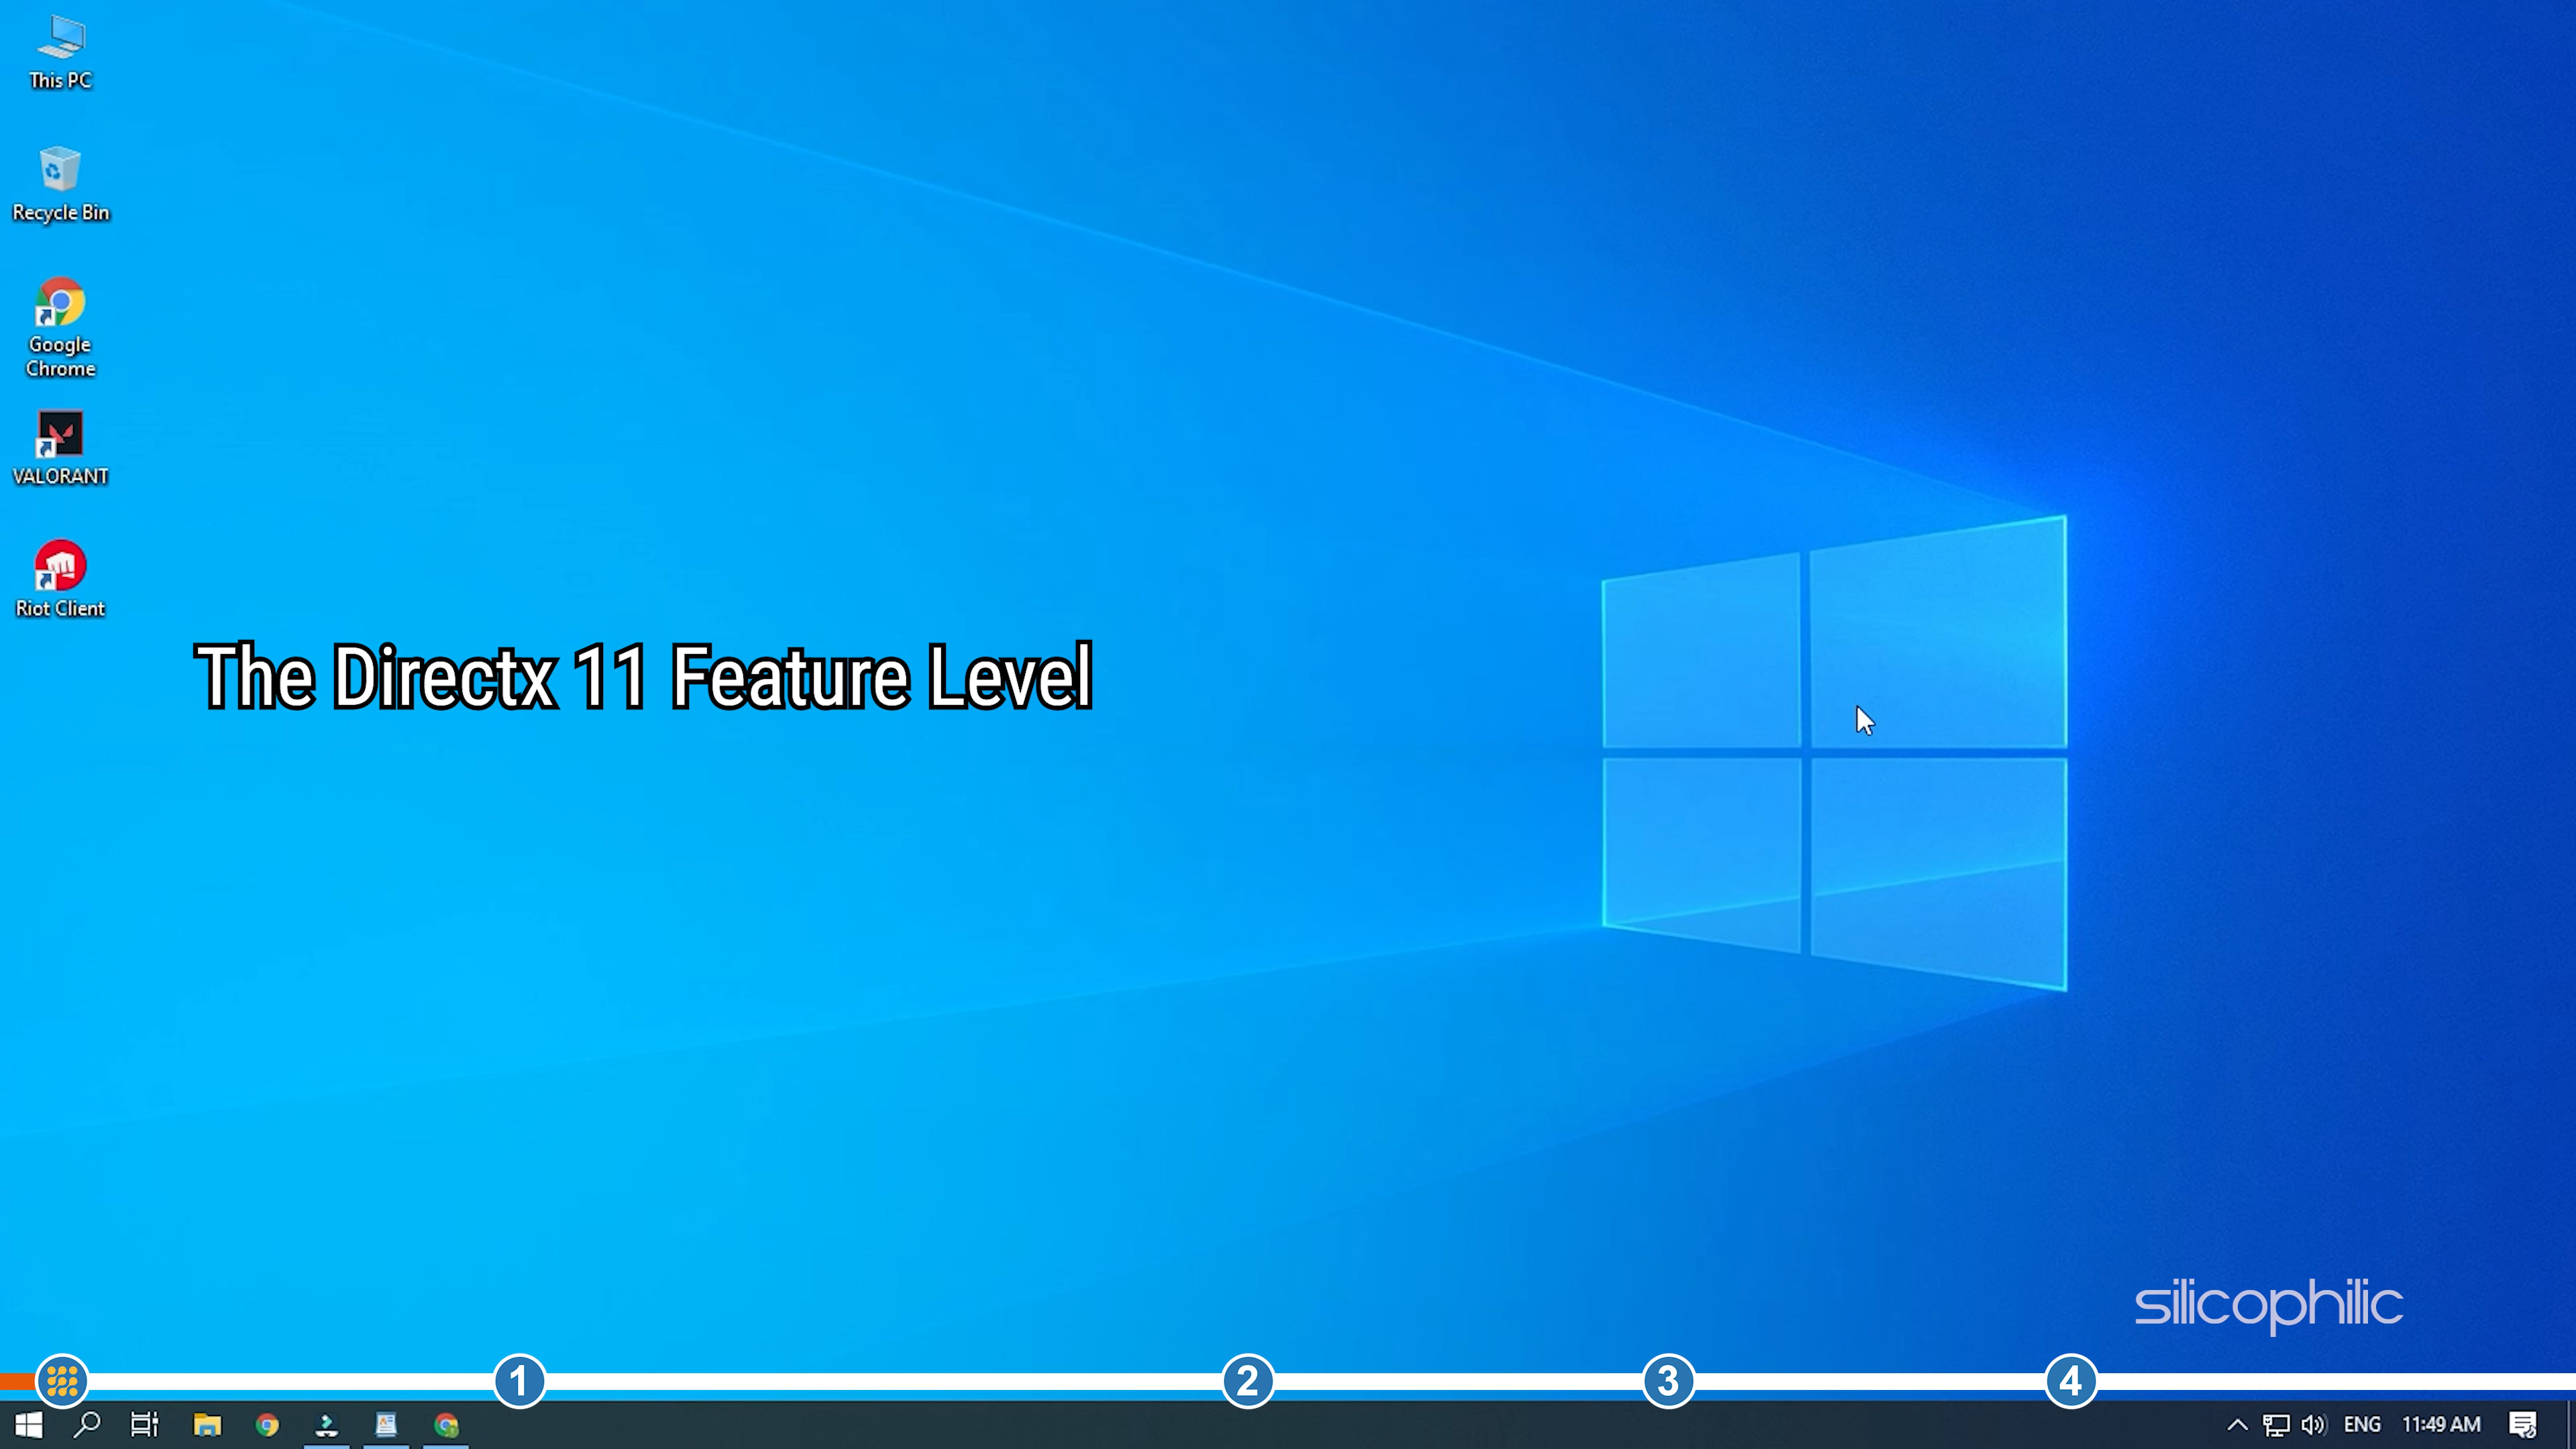 This PC
Recycle Bin
Google
Chrome
VALORANT
Riot Client
The Directx 11 Feature Level
silicophilic
1
2
3
4
ENG
11:49 AM